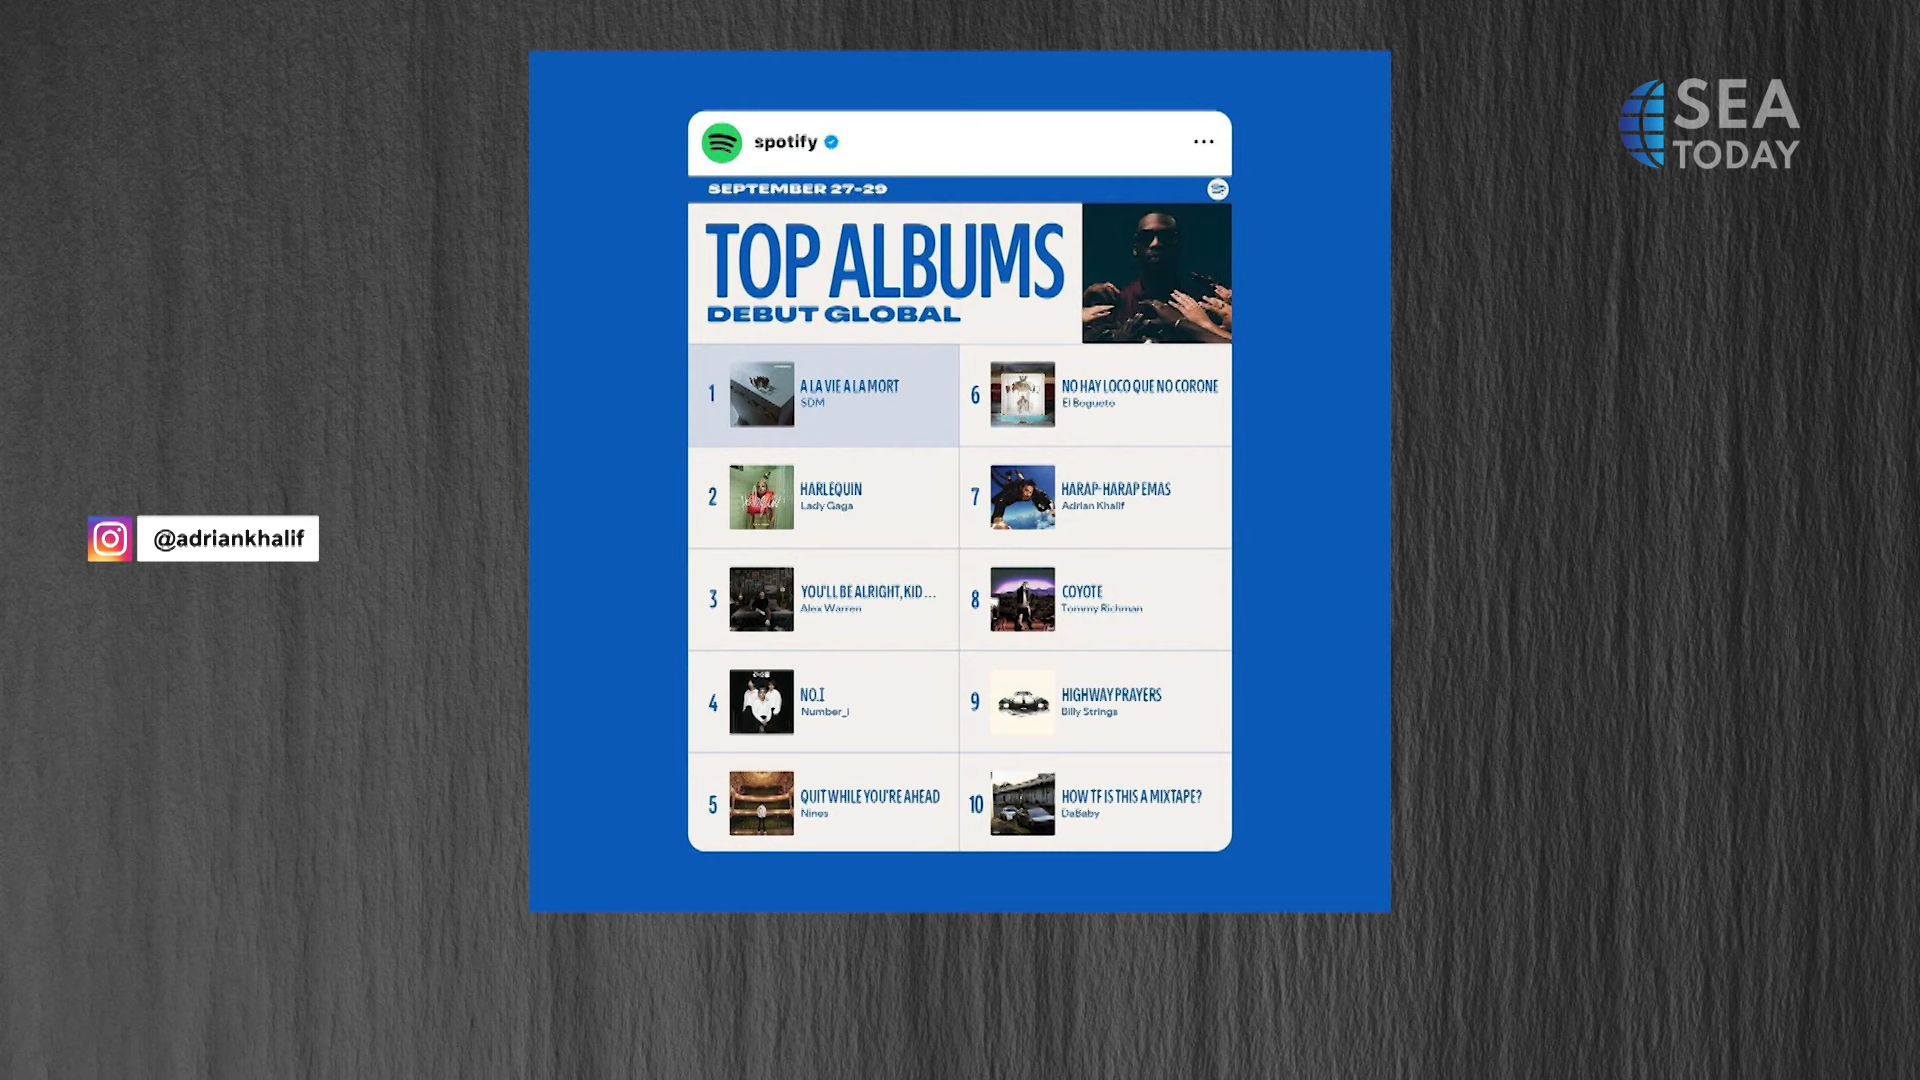 SEA
TODAY
spotify
SEPTEMBER 27-29
TOP ALBUMS
DEBUT GLOBAL
1
A LA VIE A LA MORT
SDM
2
HARLEQUIN
Lady Gaga
3
YOU'LL BE ALRIGHT, KID...
Alex Warren
4
NO.I
Number_i
5
QUIT WHILE YOU'RE AHEAD
Nines
6
NO HAY LOCO QUE NO CORONE
El Bogueto
7
HARAP-HARAP EMAS
Adrian Khalif
8
COYOTE
Tommy Richman
9
HIGHWAY PRAYERS
Billy Strings
10
HOW TF IS THIS A MIXTAPE?
DaBaby
@adriankhalif